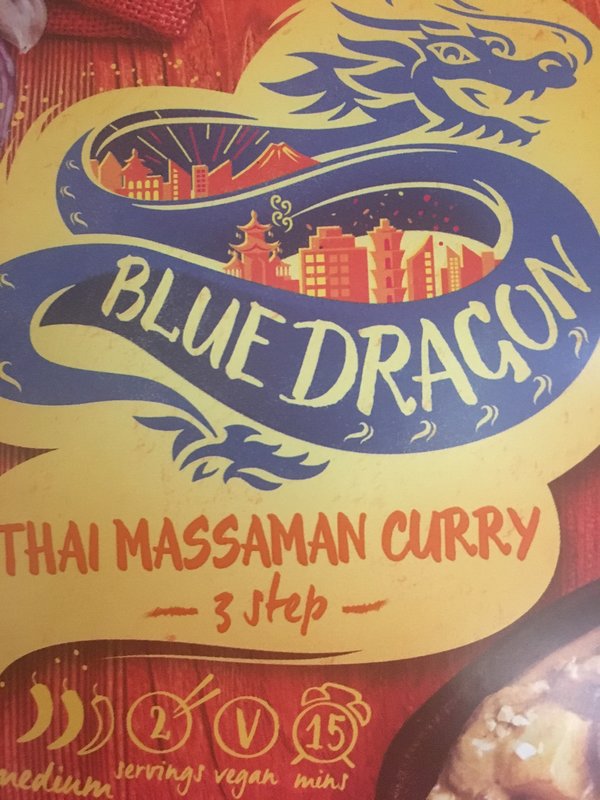 BLUE DRAGON
THAI MASSAMAN CURRY
- 3 step -
2 V 15
medium servings vegan mins